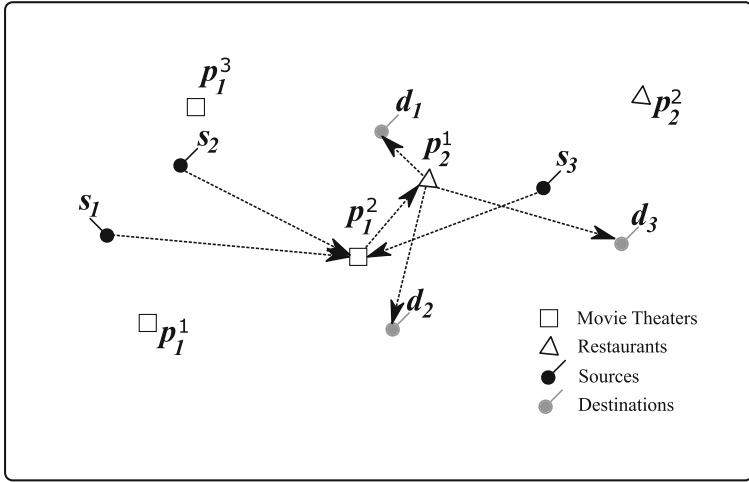 p₁³
d₁
p₂²
s₂
p₂¹
s₃
s₁
p₁²
d₃
d₂
p₁¹
Movie Theaters
Restaurants
Sources
Destinations